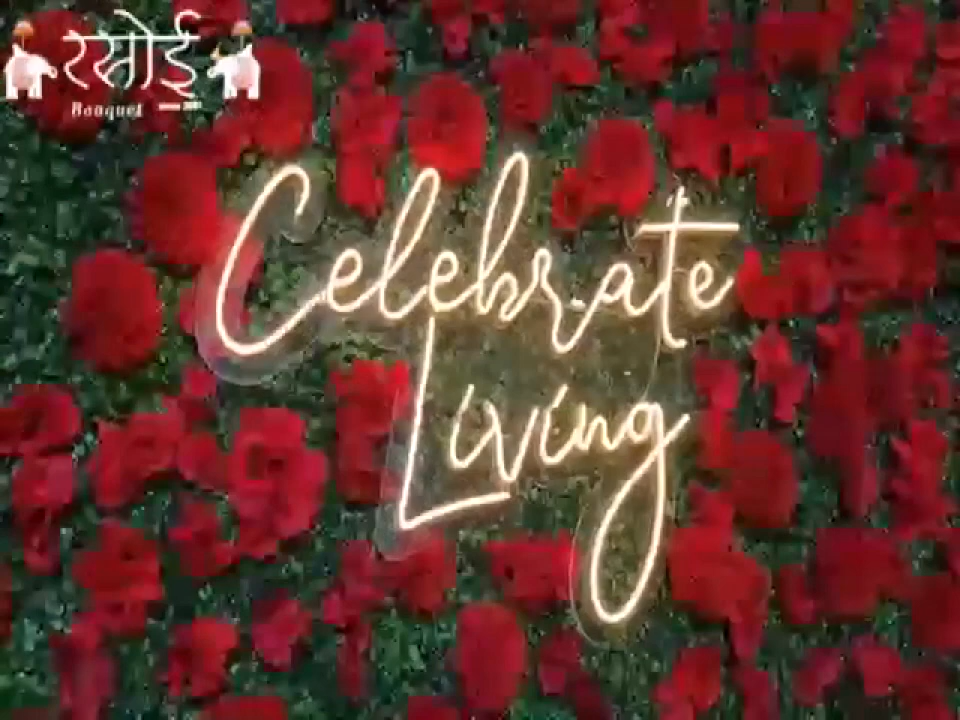 रसोई
Banquet
Celebrate
Living